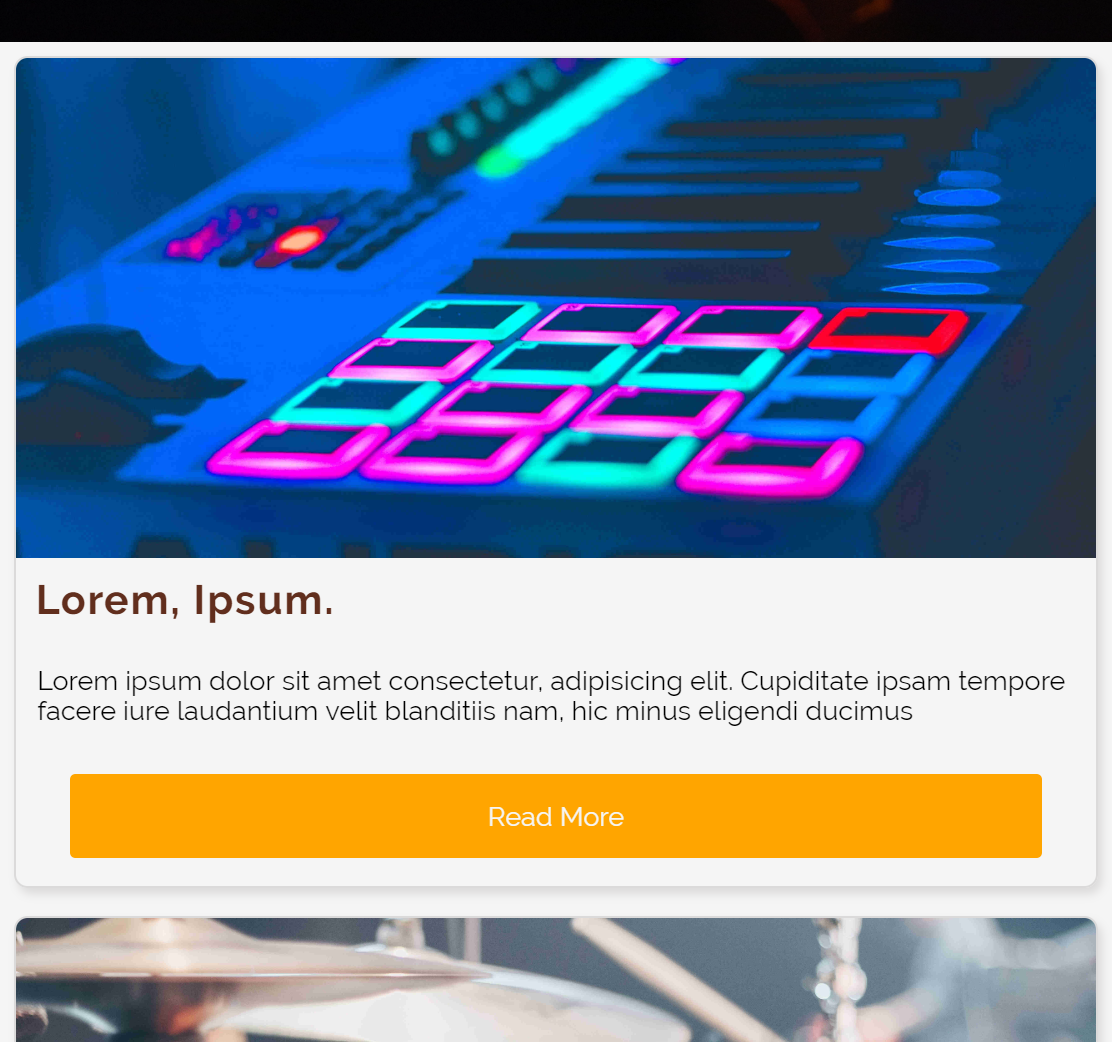 Lorem, Ipsum.
Lorem ipsum dolor sit amet consectetur, adipisicing elit. Cupiditate ipsam tempore
facere iure laudantium velit blanditiis nam, hic minus eligendi ducimus
Read More